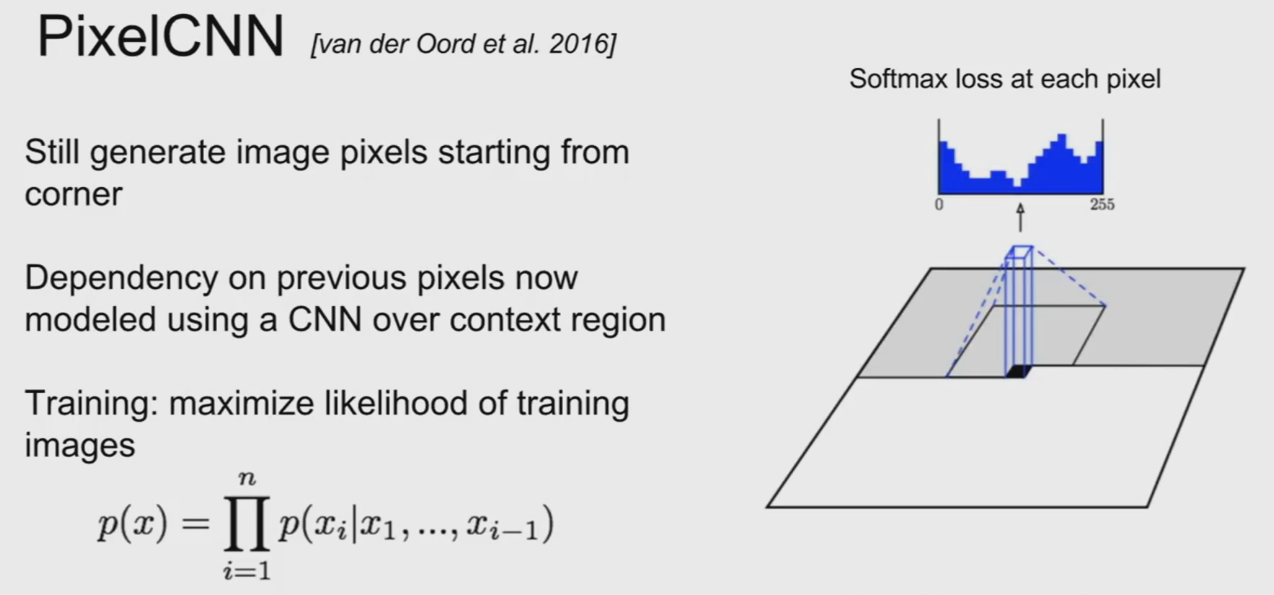 PixelCNN [van der Oord et al. 2016]
Still generate image pixels starting from
corner
Dependency on previous pixels now
modeled using a CNN over context region
Training: maximize likelihood of training
images
p(x) = ∏_{i=1}^{n} p(x_i|x_1, ..., x_{i−1})
Softmax loss at each pixel
0 255